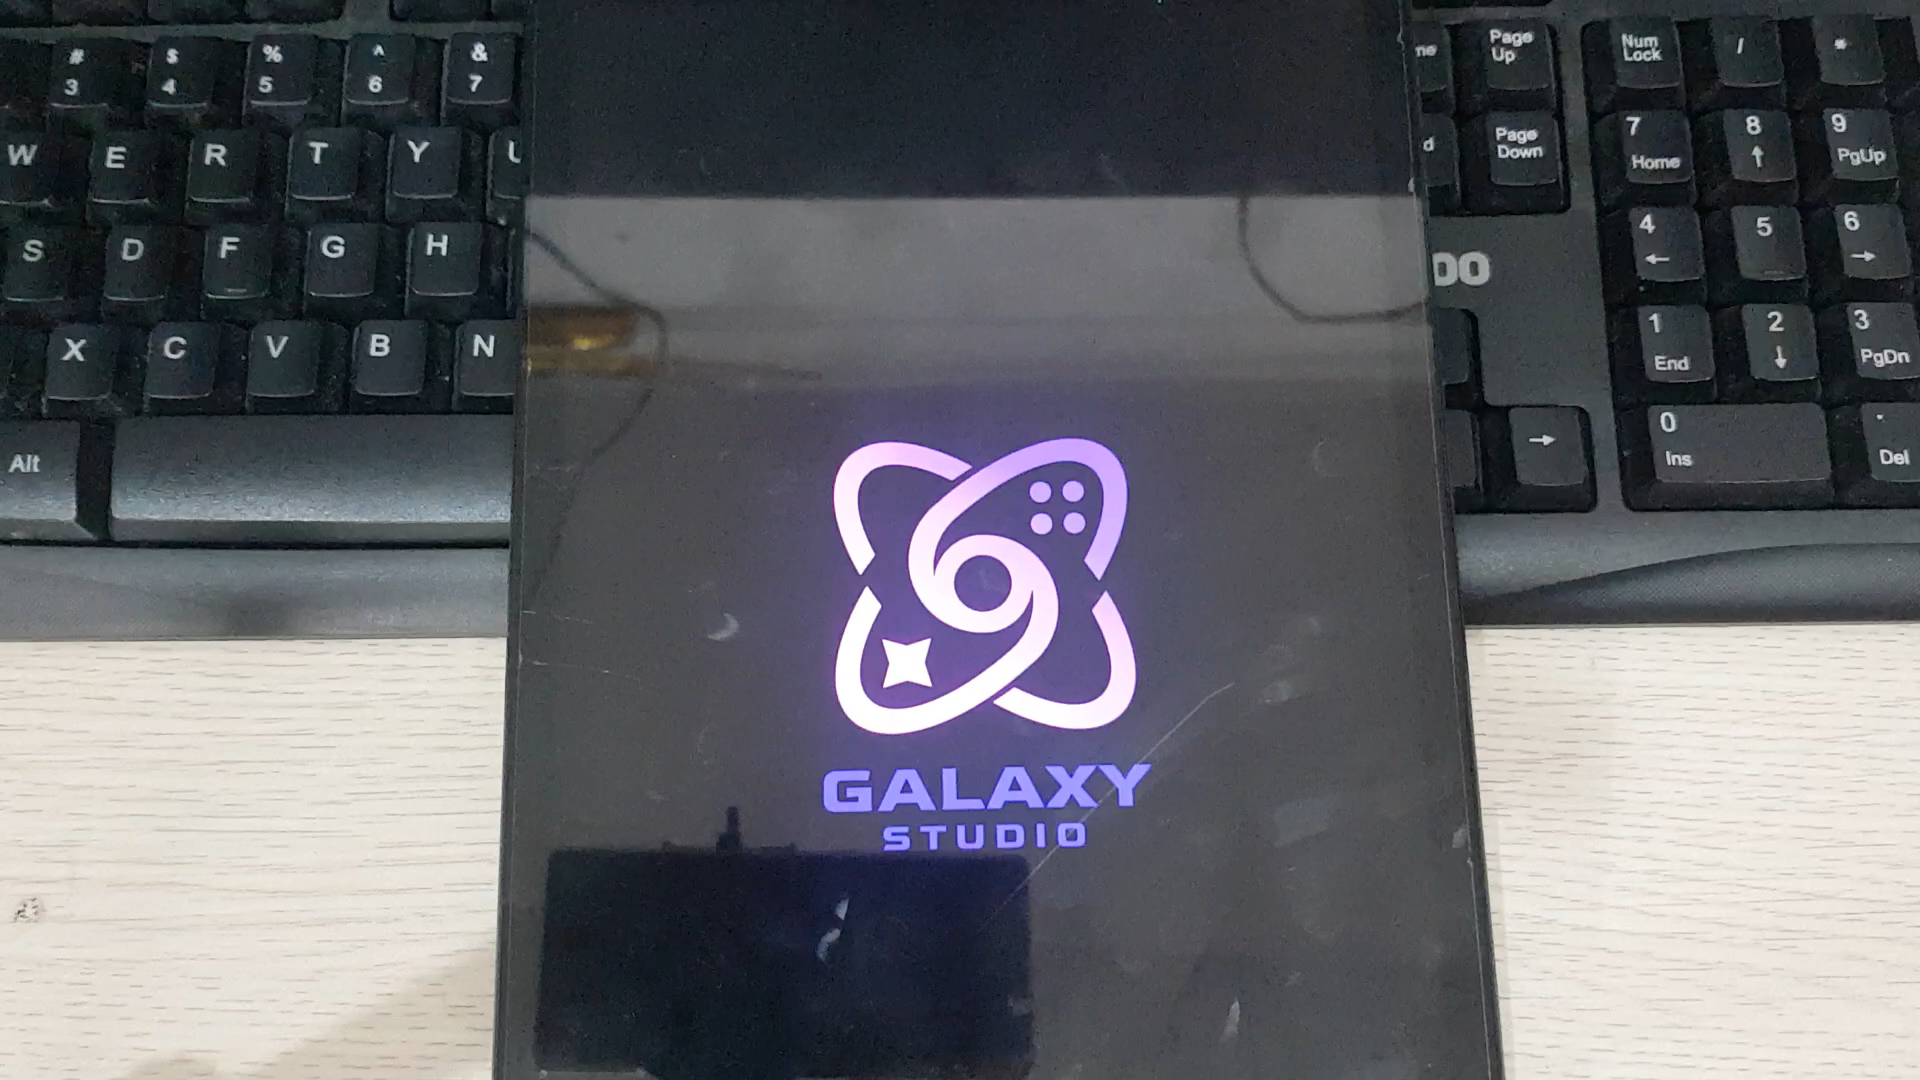 # $ % ^ &
3 4 5 6 7
W E R T Y U
S D F G H
X C V B N
Alt
GALAXY
STUDIO
Page Up
Num Lock / *
Page Down
7 Home 8 ↑ 9 PgUp
4 ← 5 6 →
1 End 2 ↓ 3 PgDn
→ 0 Ins . Del